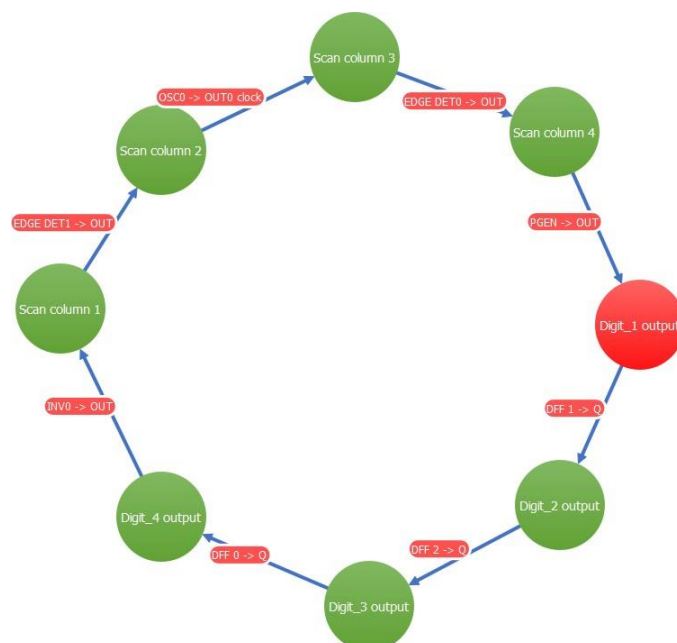 Scan column 3
OSC0 -> OUT0 clock
EDGE DET0 -> OUT
Scan column 2
Scan column 4
EDGE DET1 -> OUT
PGEN -> OUT
Scan column 1
Digit_1 output
INV0 -> OUT
DFF 1 -> Q
Digit_4 output
Digit_2 output
DFF 0 -> Q
DFF 2 -> Q
Digit_3 output